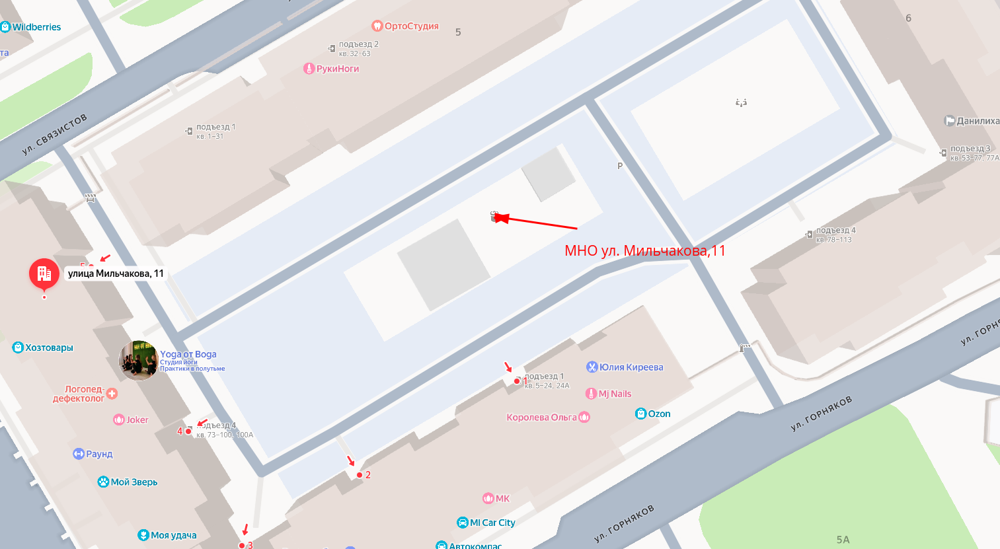 Wildberries
та
ОртоСтудия
5
6
подъезд 2
кв. 32-63
РукиНоги
подъезд 1
кв. 1-31
ул. СВЯЗИСТОВ
Данилиха
подъезд 3
кв. 53-77, 77А
P
подъезд 4
кв. 78-113
МНО ул. Мильчакова,11
5
улица Мильчакова, 11
ул. ГОРНЯ
Хозтовары
Yoga от Boga
Студия йоги
Практики в полутьме
Юлия Киреева
1
подъезд 1
кв. 5-24, 24А
Логопед-
дефектолог
Mj Nails
Королева Ольга
Ozon
ул. ГОРНЯКОВ
Joker
4
подъезд 4
кв. 73-100, 100А
Раунд
2
Мой Зверь
МК
MI Car City
ул. ГОРНЯКОВ
Моя удача
3
Автокомпас
5А